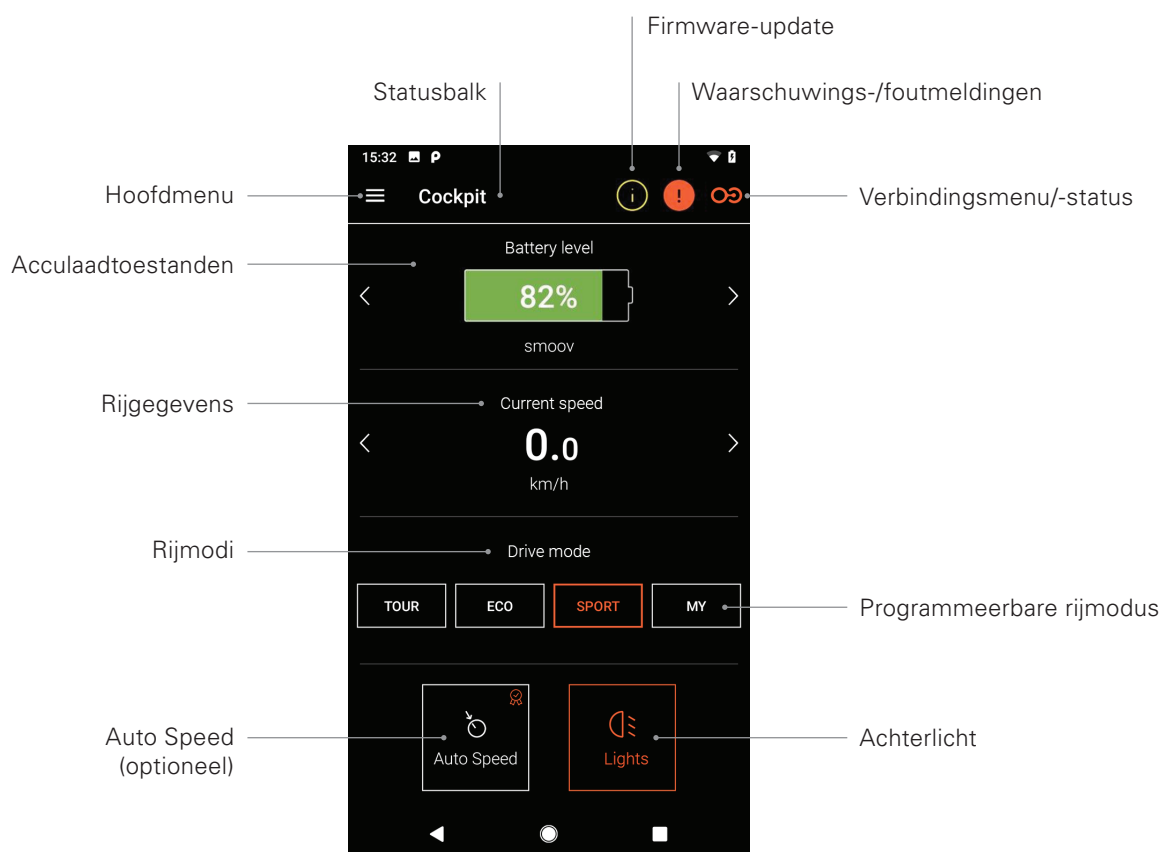 Firmware-update
Statusbalk
Waarschuwings-/foutmeldingen
15:32
Hoofdmenu
Cockpit
Verbindingsmenu/-status
Battery level
Acculaadtoestanden
82%
smoov
Rijgegevens
Current speed
0.0
km/h
Rijmodi
Drive mode
TOUR ECO SPORT MY
Programmeerbare rijmodus
Auto Speed
(optioneel)
Auto Speed
Lights
Achterlicht